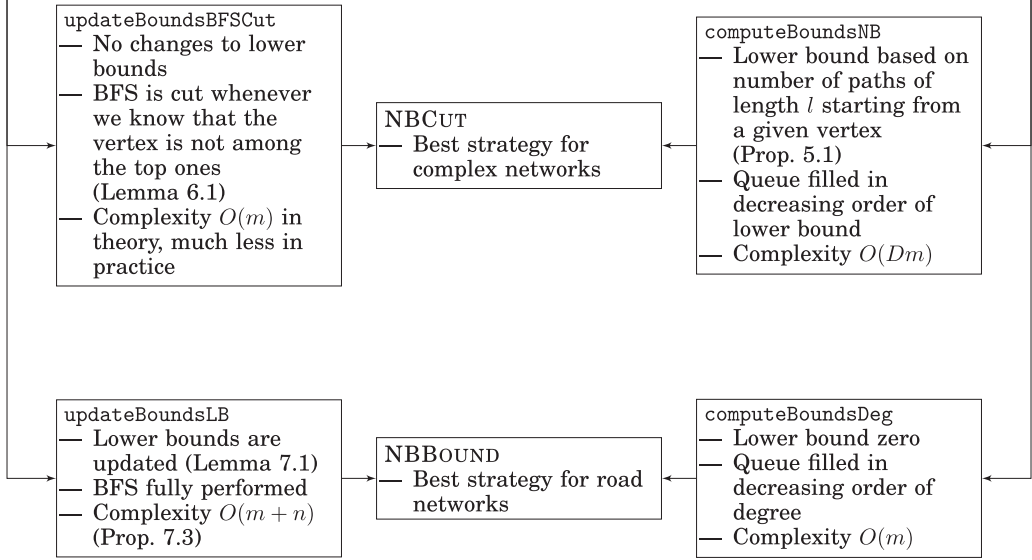 updateBoundsBFSCut
— No changes to lower
bounds
— BFS is cut whenever
we know that the
vertex is not among
the top ones
(Lemma 6.1)
— Complexity O(m) in
theory, much less in
practice
NBCUT
— Best strategy for
complex networks
computeBoundsNB
— Lower bound based on
number of paths of
length l starting from
a given vertex
(Prop. 5.1)
— Queue filled in
decreasing order of
lower bound
— Complexity O(Dm)
updateBoundsLB
— Lower bounds are
updated (Lemma 7.1)
— BFS fully performed
— Complexity O(m + n)
(Prop. 7.3)
NBBOUND
— Best strategy for road
networks
computeBoundsDeg
— Lower bound zero
— Queue filled in
decreasing order of
degree
— Complexity O(m)